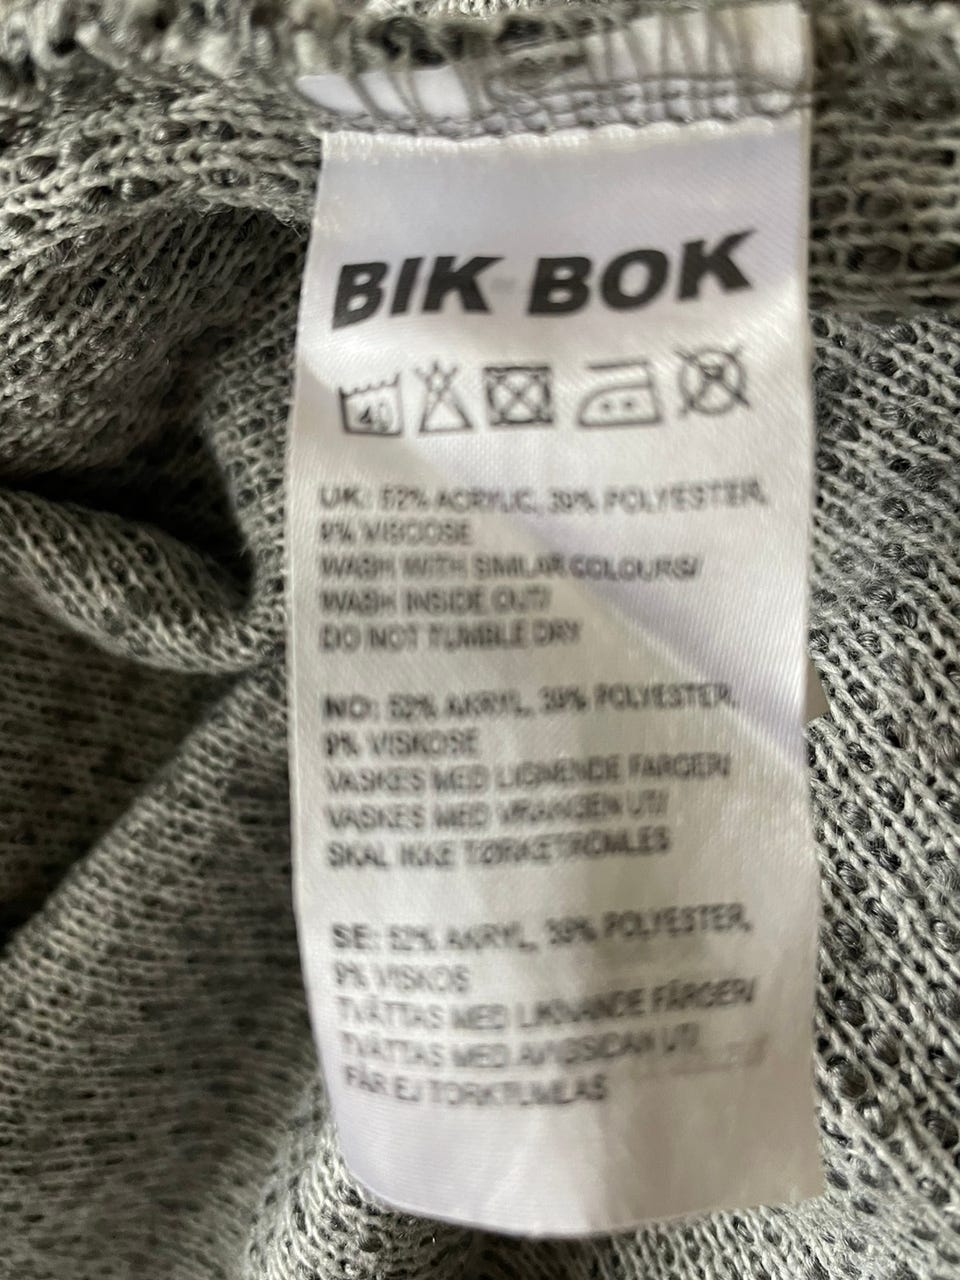 BIK BOK
40
UK: 52% ACRYLIC, 39% POLYESTER,
9% VISCOSE
WASH WITH SIMILAR COLOURS/
WASH INSIDE OUT/
DO NOT TUMBLE DRY
NO: 52% AKRYL, 39% POLYESTER,
9% VISKOSE
VASKES MED LIGNENDE FARGER/
VASKES MED VRANGEN UT/
SKAL IKKE TØRKETROMLES
SE: 52% AKRYL, 39% POLYESTER,
9% VISKOS
TVÄTTAS MED LIKNANDE FÄRGER/
TVÄTTAS MED AVIGSIDAN UT/
FÅR EJ TORKTUMLAS